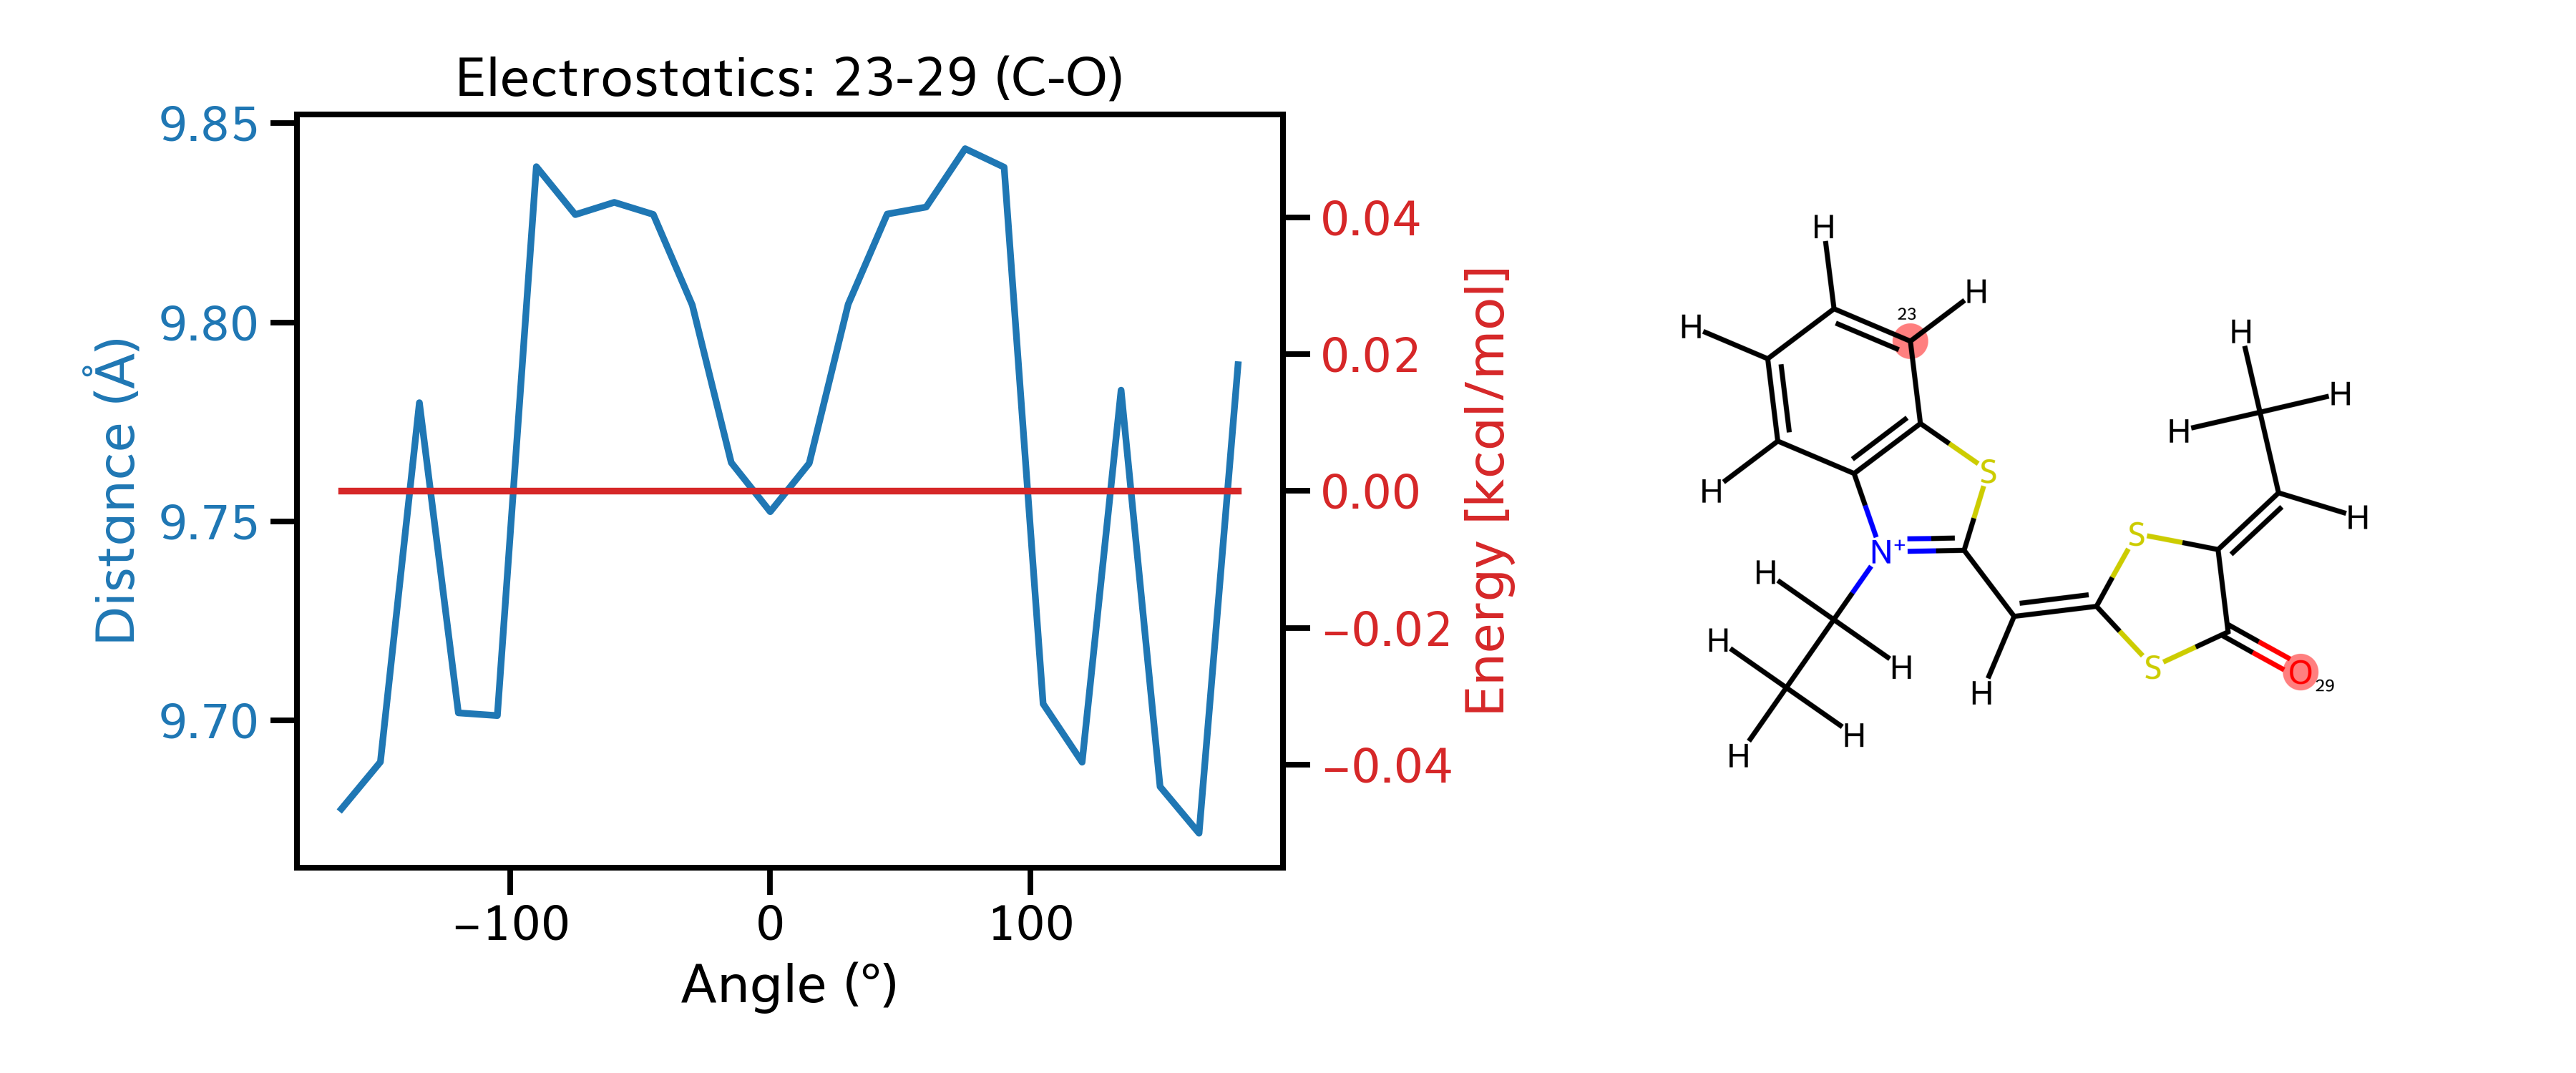 Electrostatics: 23-29 (C-O)
9.85
9.80
9.75
9.70
Distance (Å)
0.04
0.02
0.00
−0.02
−0.04
Energy [kcal/mol]
−100
0
100
Angle (°)
H
H
23
H
H
H
H
H
S
H
H
S
N+
H
H
H
S
O29
H
H
H